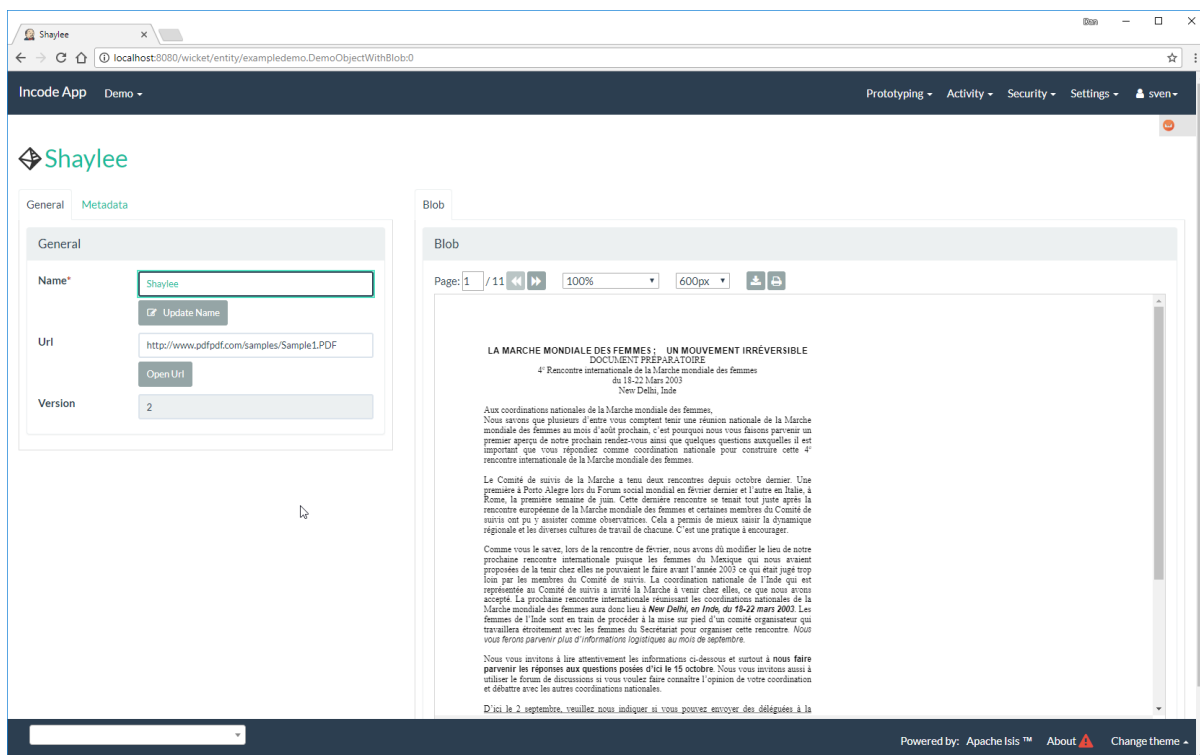 Dan
Shaylee
localhost:8080/wicket/entity/exampledemo.DemoObjectWithBlob:0
Incode App Demo Prototyping Activity Security Settings sven
Shaylee
General Metadata
General
Name*
Shaylee
Update Name
Url
http://www.pdfpdf.com/samples/Sample1.PDF
Open Url
Version
2
Blob
Blob
Page: 1 / 11 100% 600px
LA MARCHE MONDIALE DES FEMMES ; UN MOUVEMENT IRRÉVERSIBLE
DOCUMENT PRÉPARATOIRE
4e Rencontre internationale de la Marche mondiale des femmes
du 18-22 Mars 2003
New Delhi, Inde
Aux coordinations nationales de la Marche mondiale des femmes,
Nous savons que plusieurs d'entre vous comptent tenir une réunion nationale de la Marche
mondiale des femmes au mois d'août prochain, c'est pourquoi nous vous faisons parvenir un
premier aperçu de notre prochain rendez-vous ainsi que quelques questions auxquelles il est
important que vous répondiez comme coordination nationale pour construire cette 4e
rencontre internationale de la Marche mondiale des femmes.
Le Comité de suivis de la Marche a tenu deux rencontres depuis octobre dernier. Une
première à Porto Alegre lors du Forum social mondial en février dernier et l'autre en Italie, à
Rome, la première semaine de juin. Cette dernière rencontre se tenait tout juste après la
rencontre européenne de la Marche mondiale des femmes et certaines membres du Comité de
suivis ont pu y assister comme observatrices. Cela a permis de mieux saisir la dynamique
régionale et les diverses cultures de travail de chacune. C'est une pratique à encourager.
Comme vous le savez, lors de la rencontre de février, nous avons dû modifier le lieu de notre
prochaine rencontre internationale puisque les femmes du Mexique qui nous avaient
proposées de la tenir chez elles ne pouvaient le faire avant l'année 2003 ce qui était jugé trop
loin par les membres du Comité de suivis. La coordination nationale de l'Inde qui est
représentée au Comité de suivis a invité la Marche à venir chez elles, ce que nous avons
accepté. La prochaine rencontre internationale réunissant les coordinations nationales de la
Marche mondiale des femmes aura donc lieu à New Delhi, en Inde, du 18-22 mars 2003. Les
femmes de l'Inde sont en train de procéder à la mise sur pied d'un comité organisateur qui
travaillera étroitement avec les femmes du Secrétariat pour organiser cette rencontre. Nous
vous ferons parvenir plus d'informations logistiques au mois de septembre.
Nous vous invitons à lire attentivement les informations ci-dessous et surtout à nous faire
parvenir les réponses aux questions posées d'ici le 15 octobre. Nous vous invitons aussi à
utiliser le forum de discussions si vous voulez faire connaître l'opinion de votre coordination
et débattre avec les autres coordinations nationales.
D'ici le 2 septembre, veuillez nous indiquer si vous pouvez envoyer des déléguées à la
Powered by: Apache Isis ™ About Change theme